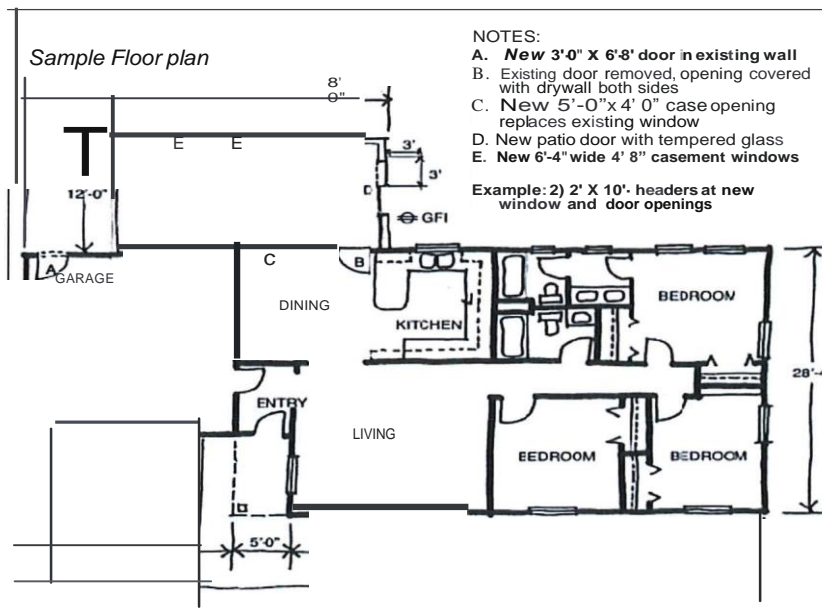 Sample Floor plan
NOTES:
A. New 3'0" X 6'-8' door in existing wall
B. Existing door removed, opening covered
with drywall both sides
C. New 5'-0"x 4' 0" case opening
replaces existing window
D. New patio door with tempered glass
E. New 6'-4" wide 4' 8" casement windows
Example: 2) 2' X 10'- headers at new
window and door openings
8'
0"
E E
3'
3'
D
12'-0"
GFI
A
GARAGE
C
B
DINING
KITCHEN
BEDROOM
28'-
ENTRY
LIVING
BEDROOM
BEDROOM
5'-0"